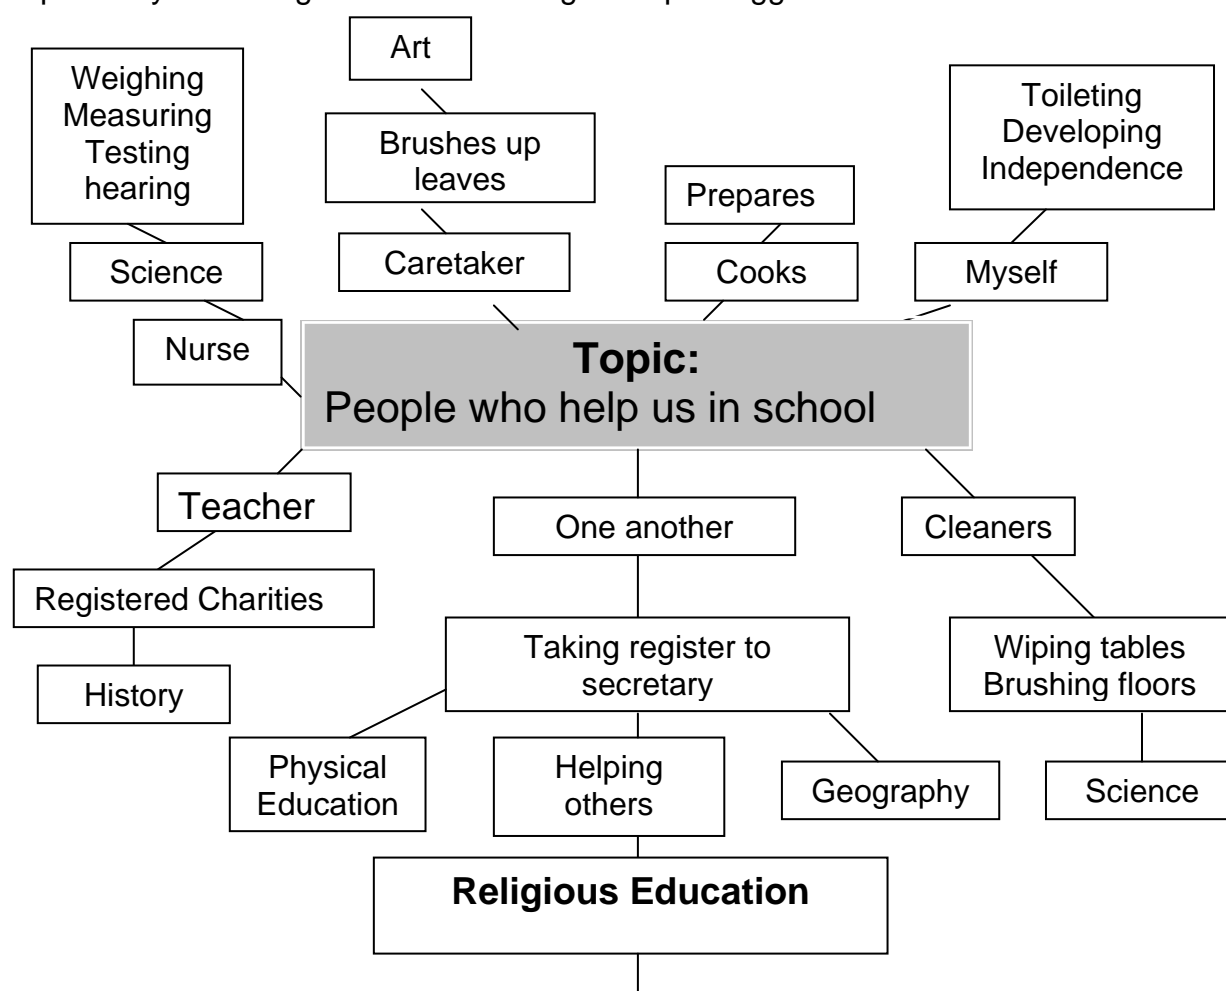 Art
Weighing
Measuring
Testing
hearing
Toileting
Developing
Independence
Brushes up
leaves
Prepares
Science
Caretaker
Cooks
Myself
Nurse
Topic:
People who help us in school
Teacher
One another
Cleaners
Registered Charities
Taking register to
secretary
Wiping tables
Brushing floors
History
Physical
Education
Helping
others
Geography
Science
Religious Education